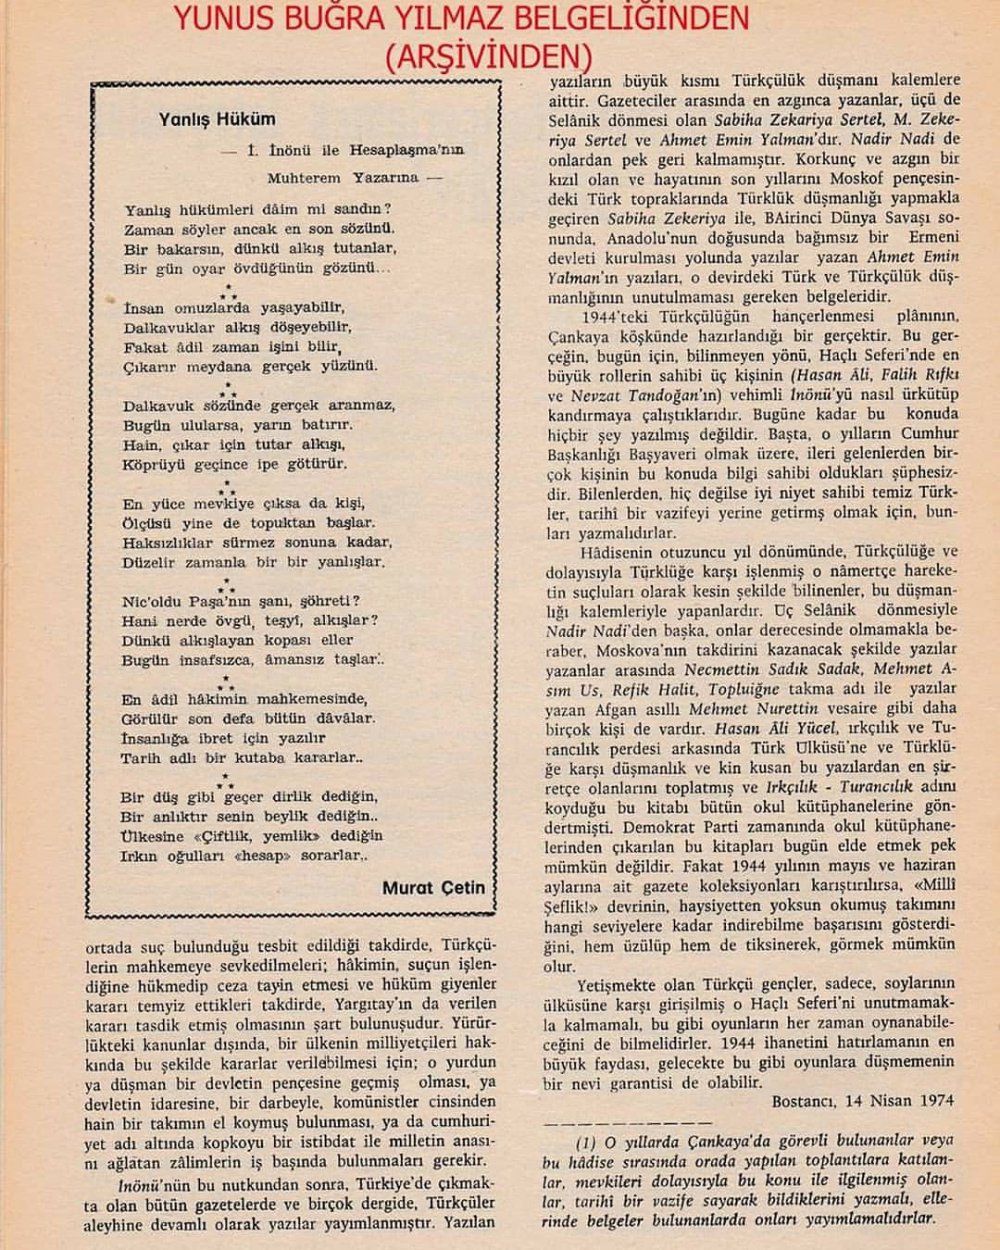 YUNUS BUĞRA YILMAZ BELGELİĞİNDEN
(ARŞİVİNDEN)
Yanlış Hüküm
— İ. İnönü ile Hesaplaşma'nın
Muhterem Yazarına —
Yanlış hükümleri dâim mi sandın?
Zaman söyler ancak en son sözünü.
Bir bakarsın, dünkü alkış tutanlar,
Bir gün oyar övdüğünün gözünü...
* * *
İnsan omuzlarda yaşayabilir,
Dalkavuklar alkış döşeyebilir,
Fakat âdil zaman işini bilir,
Çıkarır meydana gerçek yüzünü.
* * *
Dalkavuk sözünde gerçek aranmaz,
Bugün ulularsa, yarın batırır.
Hain, çıkar için tutar alkışı,
Köprüyü geçince ipe götürür.
* * *
En yüce mevkiye çıksa da kişi,
Ölçüsü yine de topuktan başlar.
Haksızlıklar sürmez sonuna kadar,
Düzelir zamanla bir bir yanlışlar.
* * *
Nic'oldu Paşa'nın şanı, şöhreti?
Hani nerde övgü, teşyî, alkışlar?
Dünkü alkışlayan kopası eller
Bugün insafsızca, âmansız taşlar..
* * *
En âdil hâkimin mahkemesinde,
Görülür son defa bütün dâvâlar.
İnsanlığa ibret için yazılır
Tarih adlı bir kutaba kararlar..
* * *
Bir düş gibi geçer dirlik dediğin,
Bir anlıktır senin beylik dediğin..
Ülkesine «Çiftlik, yemlik» dediğin
Irkın oğulları «hesap» sorarlar..
Murat Çetin
ortada suç bulunduğu tesbit edildiği takdirde, Türkçü-
lerin mahkemeye sevkedilmeleri; hâkimin, suçun işlen-
diğine hükmedip ceza tayin etmesi ve hüküm giyenler
kararı temyiz ettikleri takdirde, Yargıtay'ın da verilen
kararı tasdik etmiş olmasının şart bulunuşudur. Yürür-
lükteki kanunlar dışında, bir ülkenin milliyetçileri hak-
kında bu şekilde kararlar verilebilmesi için; o yurdun
ya düşman bir devletin pençesine geçmiş olması, ya
devletin idaresine, bir darbeyle, komünistler cinsinden
hain bir takımın el koymuş bulunması, ya da cumhuri-
yet adı altında kopkoyu bir istibdat ile milletin anası-
nı ağlatan zâlimlerin iş başında bulunmaları gerekir.
İnönü'nün bu nutkundan sonra, Türkiye'de çıkmak-
ta olan bütün gazetelerde ve birçok dergide, Türkçüler
aleyhine devamlı olarak yazılar yayımlanmıştır. Yazılan
yazıların büyük kısmı Türkçülük düşmanı kalemlere
aittir. Gazeteciler arasında en azgınca yazanlar, üçü de
Selânik dönmesi olan Sabiha Zekariya Sertel, M. Zeke-
riya Sertel ve Ahmet Emin Yalman'dır. Nadir Nadi de
onlardan pek geri kalmamıştır. Korkunç ve azgın bir
kızıl olan ve hayatının son yıllarını Moskof pençesin-
deki Türk topraklarında Türklük düşmanlığı yapmakla
geçiren Sabiha Zekeriya ile, BAirinci Dünya Savaşı so-
nunda, Anadolu'nun doğusunda bağımsız bir Ermeni
devleti kurulması yolunda yazılar yazan Ahmet Emin
Yalman'ın yazıları, o devirdeki Türk ve Türkçülük düş-
manlığının unutulmaması gereken belgeleridir.
1944'teki Türkçülüğün hançerlenmesi plânının,
Çankaya köşkünde hazırlandığı bir gerçektir. Bu ger-
çeğin, bugün için, bilinmeyen yönü, Haçlı Seferi'nde en
büyük rollerin sahibi üç kişinin (Hasan Âli, Falih Rıfkı
ve Nevzat Tandoğan'ın) vehimli İnönü'yü nasıl ürkütüp
kandırmaya çalıştıklarıdır. Bugüne kadar bu konuda
hiçbir şey yazılmış değildir. Başta, o yılların Cumhur
Başkanlığı Başyaveri olmak üzere, ileri gelenlerden bir-
çok kişinin bu konuda bilgi sahibi oldukları şüphesiz-
dir. Bilenlerden, hiç değilse iyi niyet sahibi temiz Türk-
ler, tarihî bir vazifeyi yerine getirmş olmak için, bun-
ları yazmalıdırlar.
Hâdisenin otuzuncu yıl dönümünde, Türkçülüğe ve
dolayısıyla Türklüğe karşı işlenmiş o nâmertçe hareke-
tin suçluları olarak kesin şekilde bilinenler, bu düşman-
lığı kalemleriyle yapanlardır. Üç Selânik dönmesiyle
Nadir Nadi'den başka, onlar derecesinde olmamakla be-
raber, Moskova'nın takdirini kazanacak şekilde yazılar
yazanlar arasında Necmettin Sadık Sadak, Mehmet A-
sım Us, Refik Halit, Topluiğne takma adı ile yazılar
yazan Afgan asıllı Mehmet Nurettin vesaire gibi daha
birçok kişi de vardır. Hasan Âli Yücel, ırkçılık ve Tu-
rancılık perdesi arkasında Türk Ülküsü'ne ve Türklü-
ğe karşı düşmanlık ve kin kusan bu yazılardan en şir-
retçe olanlarını toplatmış ve Irkçılık - Turancılık adını
koyduğu bu kitabı bütün okul kütüphanelerine gön-
dertmişti. Demokrat Parti zamanında okul kütüphane-
lerinden çıkarılan bu kitapları bugün elde etmek pek
mümkün değildir. Fakat 1944 yılının mayıs ve haziran
aylarına ait gazete koleksiyonları karıştırılırsa, «Millî
Şeflik!» devrinin, haysiyetten yoksun okumuş takımını
hangi seviyelere kadar indirebilme başarısını gösterdi-
ğini, hem üzülüp hem de tiksinerek, görmek mümkün
olur.
Yetişmekte olan Türkçü gençler, sadece, soylarının
ülküsüne karşı girişilmiş o Haçlı Seferi'ni unutmamak-
la kalmamalı, bu gibi oyunların her zaman oynanabile-
ceğini de bilmelidirler. 1944 ihanetini hatırlamanın en
büyük faydası, gelecekte bu gibi oyunlara düşmemenin
bir nevi garantisi de olabilir.
Bostancı, 14 Nisan 1974
(1) O yıllarda Çankaya'da görevli bulunanlar veya
bu hâdise sırasında orada yapılan toplantılara katılan-
lar, mevkileri dolayısıyla bu konu ile ilgilenmiş olan-
lar, tarihî bir vazife sayarak bildiklerini yazmalı, elle-
rinde belgeler bulunanlarda onları yayımlamalıdırlar.